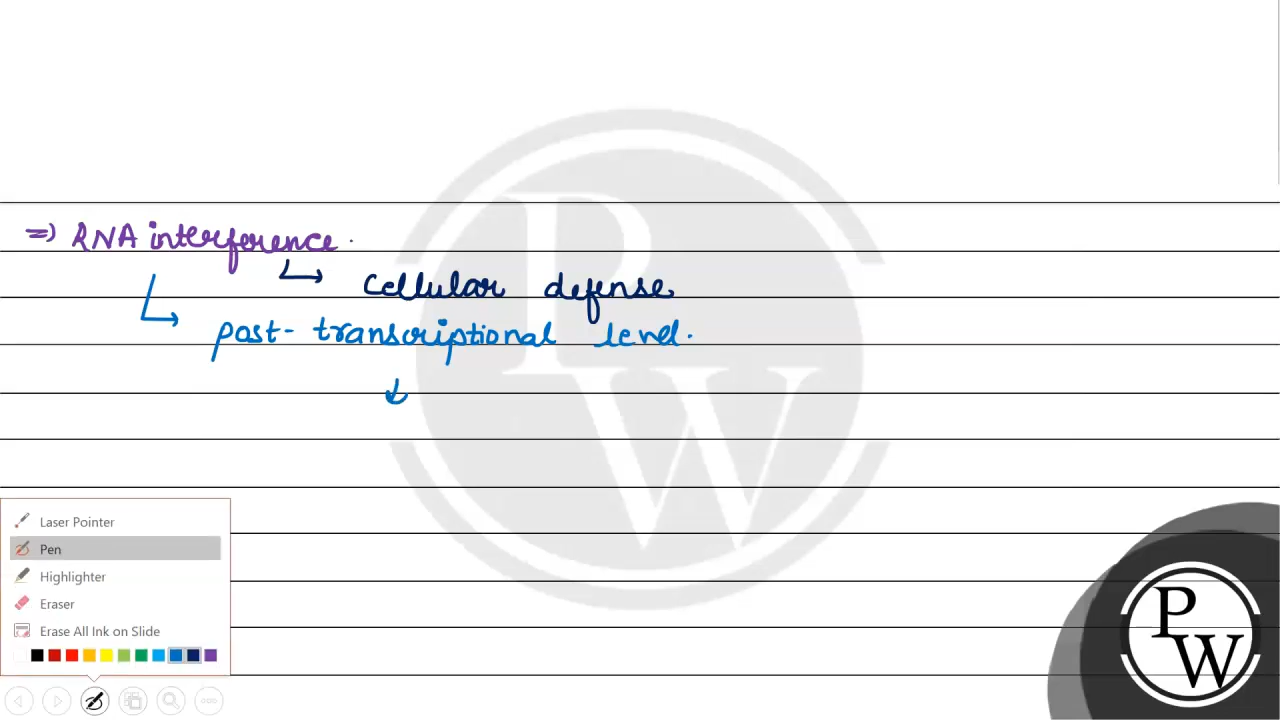 ⇒ RNA interference.
↳ cellular defense
↳ post-transcriptional level.
↓
Laser Pointer
Pen
Highlighter
Eraser
Erase All Ink on Slide
P
W
P
W